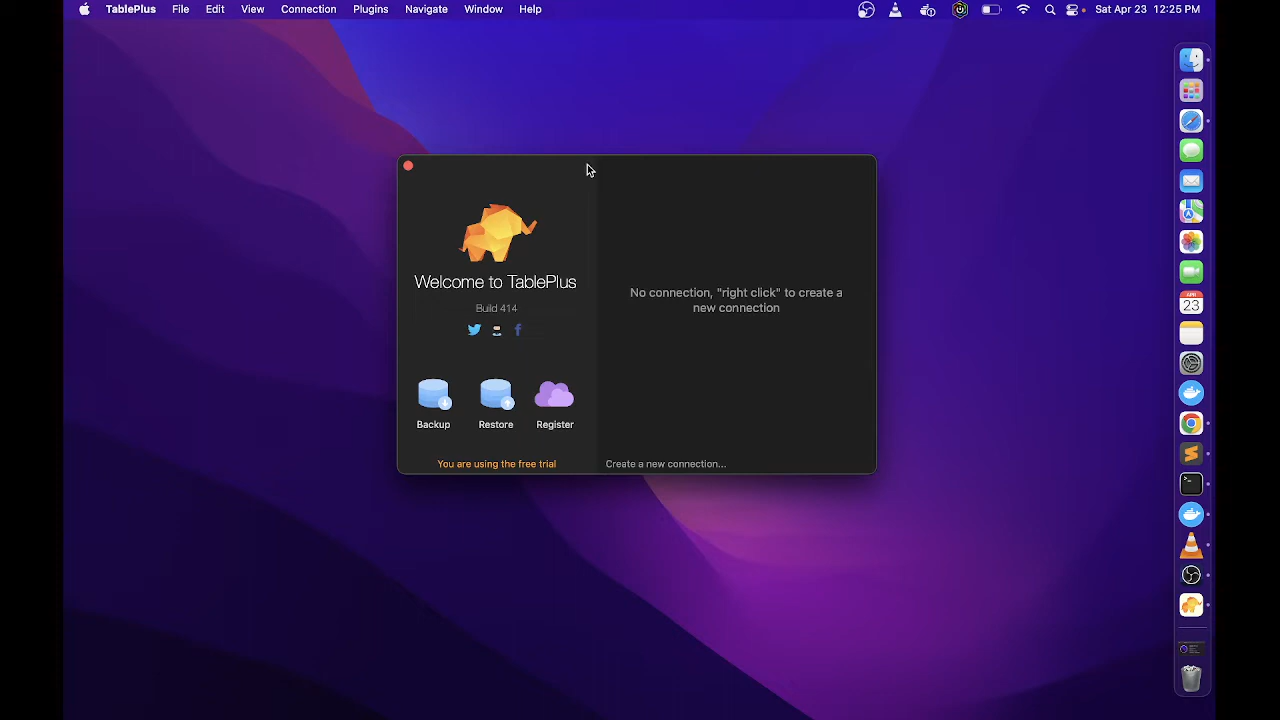 TablePlus File Edit View Connection Plugins Navigate Window Help Sat Apr 23 12:25 PM
Welcome to TablePlus
Build 414
No connection, "right click" to create a
new connection
Backup Restore Register
You are using the free trial
Create a new connection...
APR
23